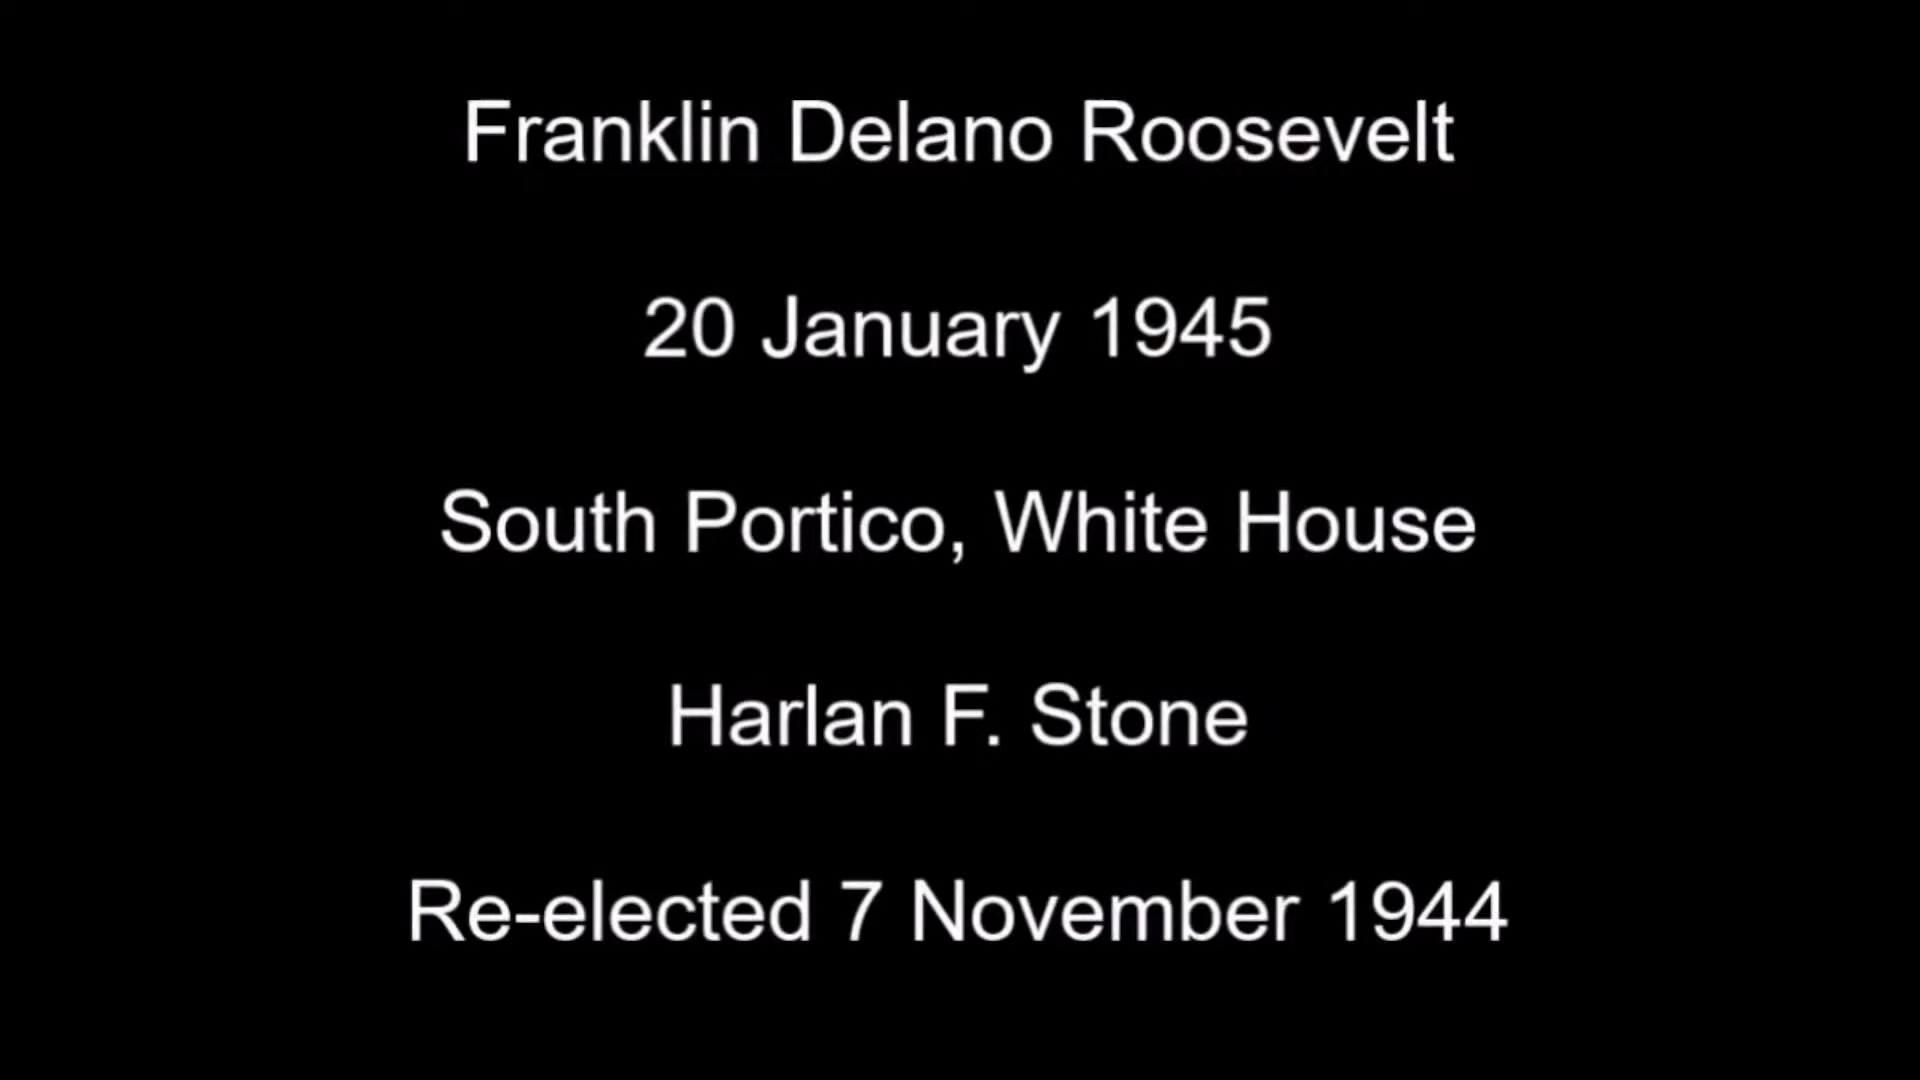 Franklin Delano Roosevelt
20 January 1945
South Portico, White House
Harlan F. Stone
Re-elected 7 November 1944